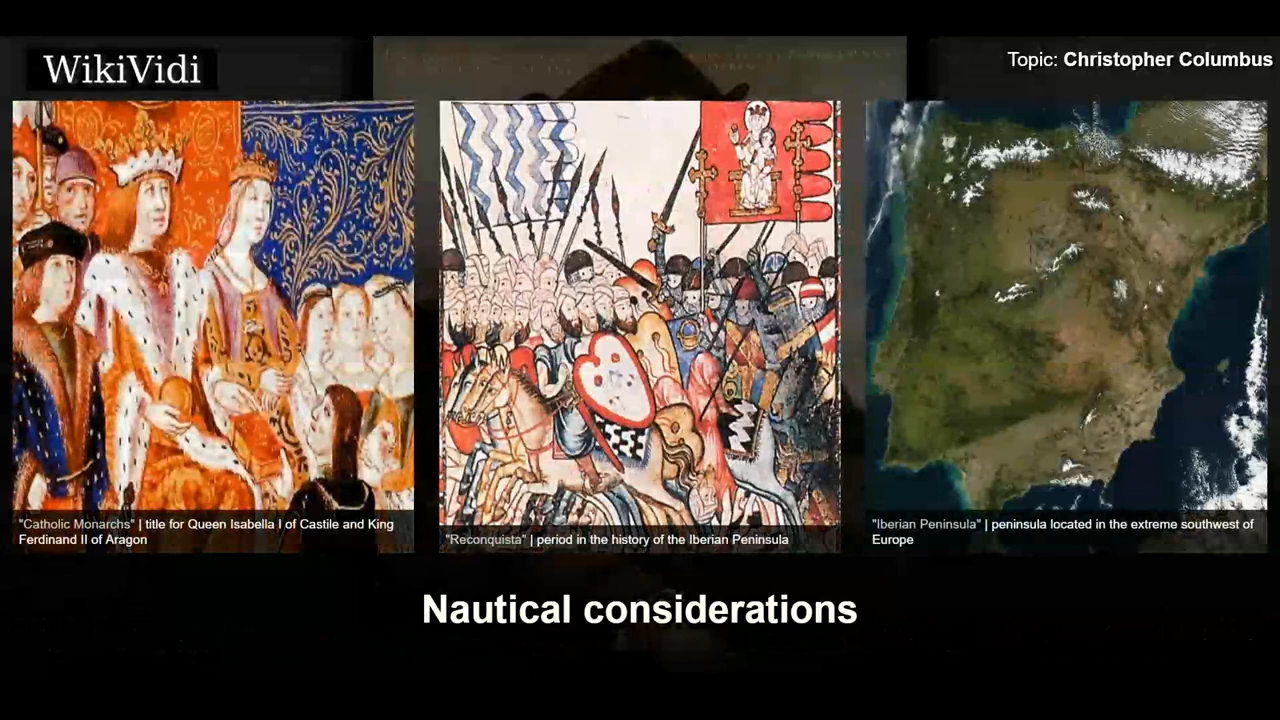 WikiVidi
Topic: Christopher Columbus
"Catholic Monarchs" | title for Queen Isabella I of Castile and King
Ferdinand II of Aragon
"Reconquista" | period in the history of the Iberian Peninsula
"Iberian Peninsula" | peninsula located in the extreme southwest of
Europe
Nautical considerations